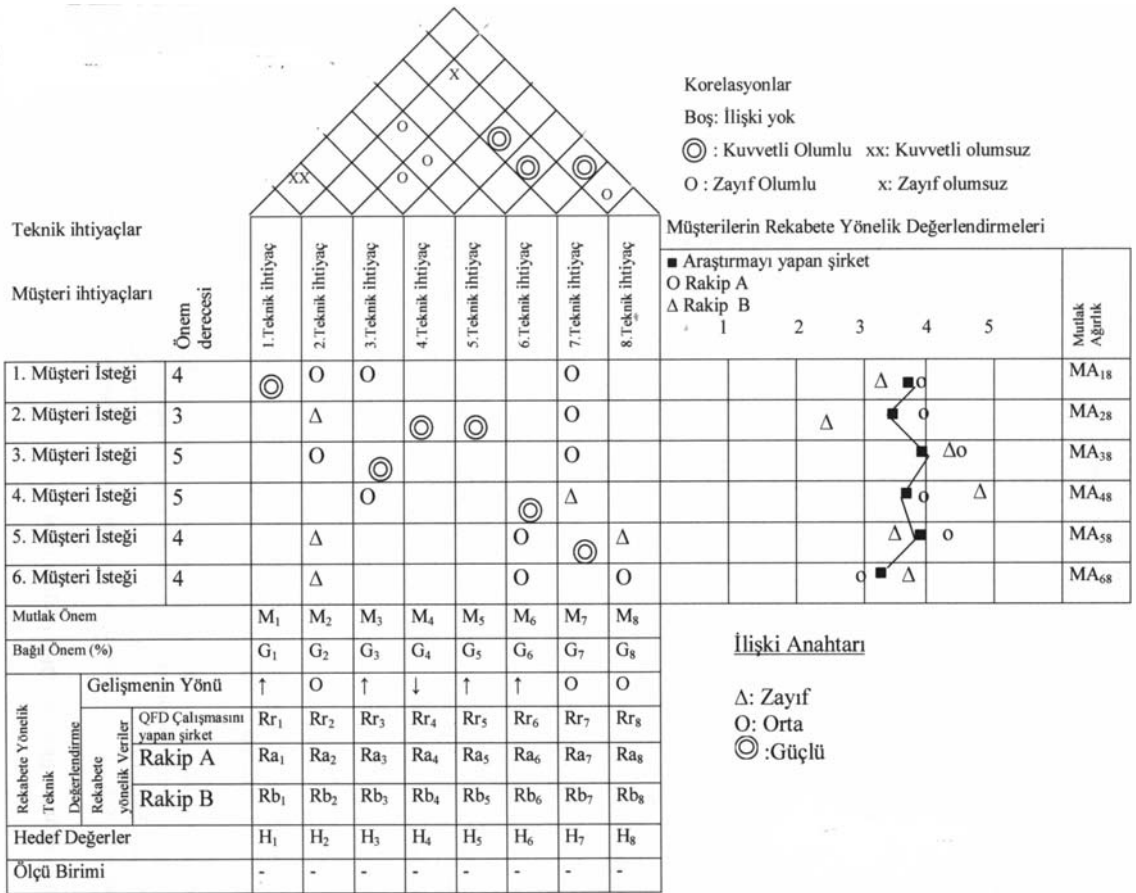 x
O
◎
O
◎
◎
xx
O
O
Korelasyonlar
Boş: İlişki yok
◎ : Kuvvetli Olumlu xx: Kuvvetli olumsuz
O : Zayıf Olumlu x: Zayıf olumsuz
Teknik ihtiyaçlar
Müşteri ihtiyaçları
Önem derecesi
1.Teknik ihtiyaç
2.Teknik ihtiyaç
3.Teknik ihtiyaç
4.Teknik ihtiyaç
5.Teknik ihtiyaç
6.Teknik ihtiyaç
7.Teknik ihtiyaç
8.Teknik ihtiyaç
Müşterilerin Rekabete Yönelik Değerlendirmeleri
■ Araştırmayı yapan şirket
O Rakip A
Δ Rakip B
1 2 3 4 5
Mutlak Ağırlık
1. Müşteri İsteği 4 ◎ O O O Δ ■ o MA₁₈
2. Müşteri İsteği 3 Δ ◎ ◎ O Δ ■ o MA₂₈
3. Müşteri İsteği 5 O ◎ O ■ Δ o MA₃₈
4. Müşteri İsteği 5 O ◎ Δ ■ o Δ MA₄₈
5. Müşteri İsteği 4 Δ O ◎ Δ Δ ■ o MA₅₈
6. Müşteri İsteği 4 Δ O O o ■ Δ MA₆₈
Mutlak Önem M₁ M₂ M₃ M₄ M₅ M₆ M₇ M₈
Bağıl Önem (%) G₁ G₂ G₃ G₄ G₅ G₆ G₇ G₈
Rekabete Yönelik
Teknik
Değerlendirme
Gelişmenin Yönü ↑ O ↑ ↓ ↑ ↑ O O
Rekabete
yönelik Veriler
QFD Çalışmasını
yapan şirket Rr₁ Rr₂ Rr₃ Rr₄ Rr₅ Rr₆ Rr₇ Rr₈
Rakip A Ra₁ Ra₂ Ra₃ Ra₄ Ra₅ Ra₆ Ra₇ Ra₈
Rakip B Rb₁ Rb₂ Rb₃ Rb₄ Rb₅ Rb₆ Rb₇ Rb₈
Hedef Değerler H₁ H₂ H₃ H₄ H₅ H₆ H₇ H₈
Ölçü Birimi - - - - - - - -
İlişki Anahtarı
Δ: Zayıf
O: Orta
◎ :Güçlü